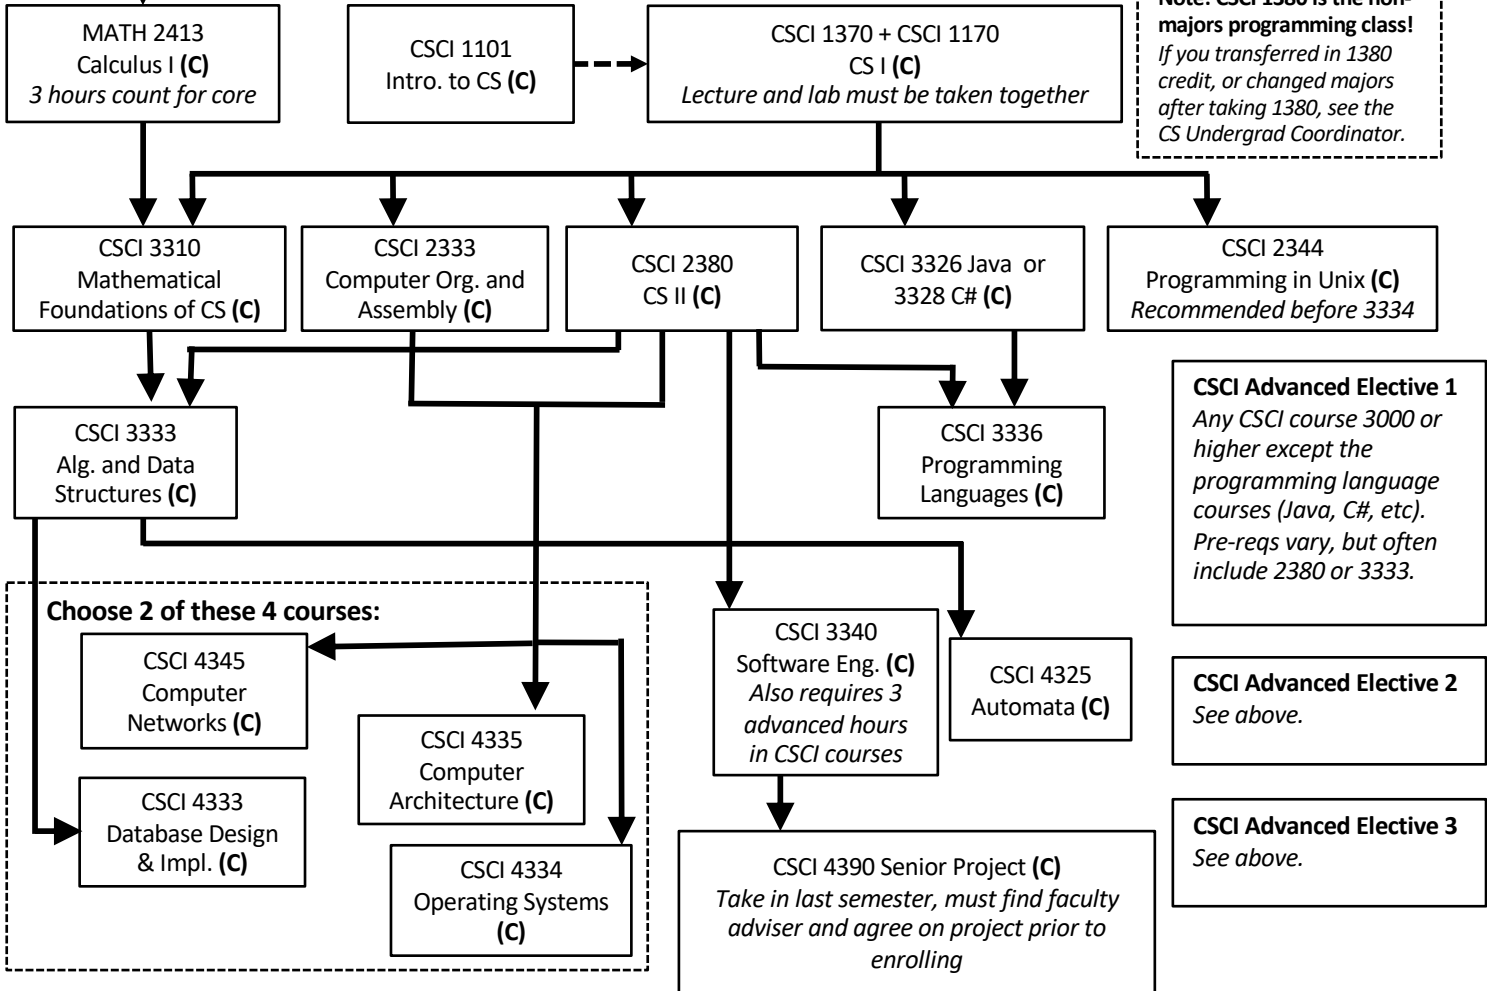 MATH 2413
Calculus I (C)
3 hours count for core
CSCI 1101
Intro. to CS (C)
CSCI 1370 + CSCI 1170
CS I (C)
Lecture and lab must be taken together
Note: CSCI 1380 is the non-
majors programming class!
If you transferred in 1380
credit, or changed majors
after taking 1380, see the
CS Undergrad Coordinator.
CSCI 3310
Mathematical
Foundations of CS (C)
CSCI 2333
Computer Org. and
Assembly (C)
CSCI 2380
CS II (C)
CSCI 3326 Java or
3328 C# (C)
CSCI 2344
Programming in Unix (C)
Recommended before 3334
CSCI 3333
Alg. and Data
Structures (C)
CSCI 3336
Programming
Languages (C)
CSCI Advanced Elective 1
Any CSCI course 3000 or
higher except the
programming language
courses (Java, C#, etc).
Pre-reqs vary, but often
include 2380 or 3333.
Choose 2 of these 4 courses:
CSCI 4345
Computer
Networks (C)
CSCI 4335
Computer
Architecture (C)
CSCI 4333
Database Design
& Impl. (C)
CSCI 4334
Operating Systems
(C)
CSCI 3340
Software Eng. (C)
Also requires 3
advanced hours
in CSCI courses
CSCI 4325
Automata (C)
CSCI Advanced Elective 2
See above.
CSCI Advanced Elective 3
See above.
CSCI 4390 Senior Project (C)
Take in last semester, must find faculty
adviser and agree on project prior to
enrolling